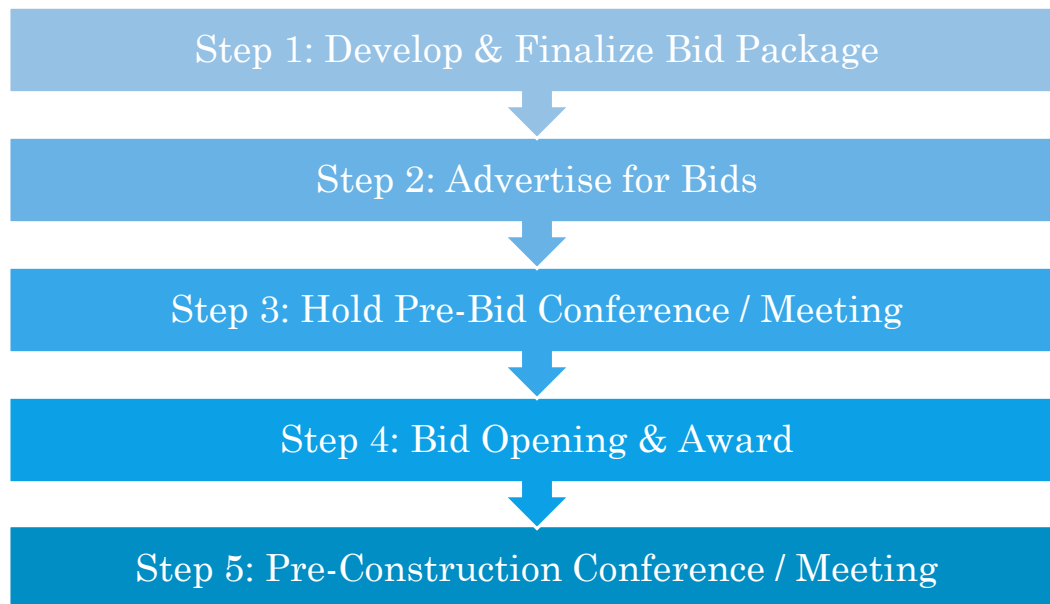 Step 1: Develop & Finalize Bid Package
Step 2: Advertise for Bids
Step 3: Hold Pre-Bid Conference / Meeting
Step 4: Bid Opening & Award
Step 5: Pre-Construction Conference / Meeting